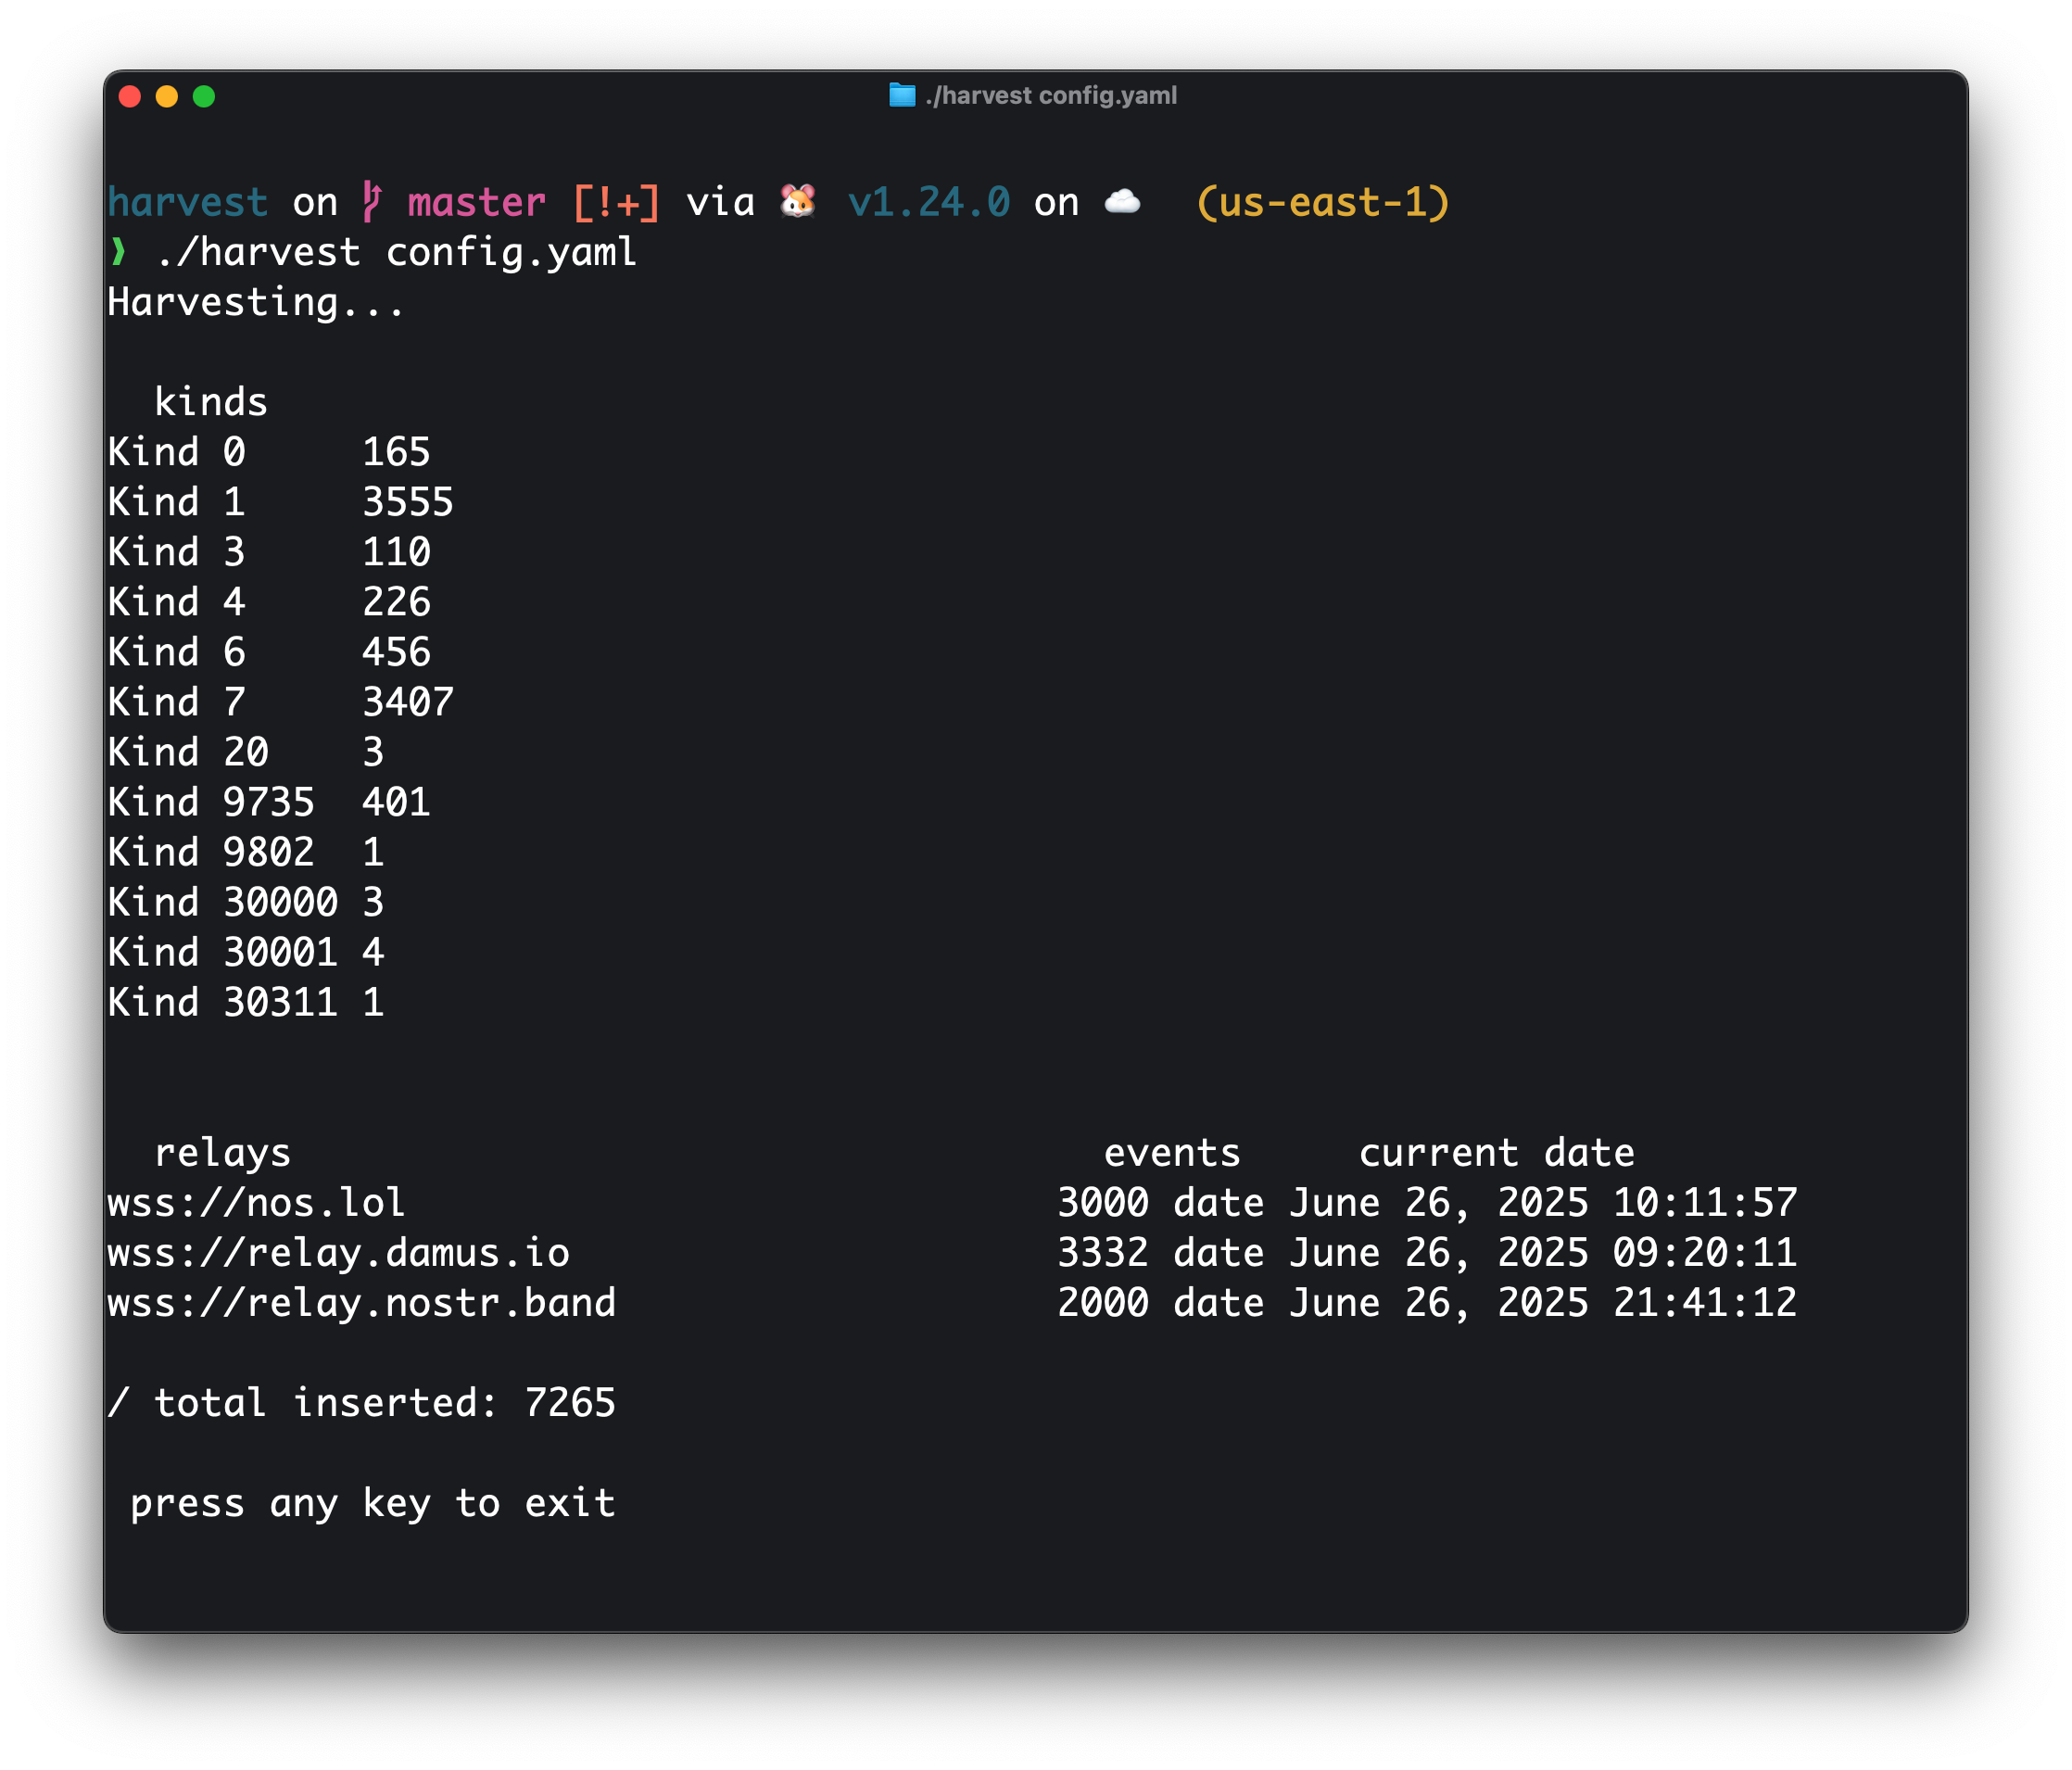 ./harvest config.yaml
harvest on master [!+] via 🐹 v1.24.0 on ☁️ (us-east-1)
❱ ./harvest config.yaml
Harvesting...
kinds
Kind 0     165
Kind 1     3555
Kind 3     110
Kind 4     226
Kind 6     456
Kind 7     3407
Kind 20    3
Kind 9735  401
Kind 9802  1
Kind 30000 3
Kind 30001 4
Kind 30311 1
relays events current date
wss://nos.lol 3000 date June 26, 2025 10:11:57
wss://relay.damus.io 3332 date June 26, 2025 09:20:11
wss://relay.nostr.band 2000 date June 26, 2025 21:41:12
/ total inserted: 7265
press any key to exit